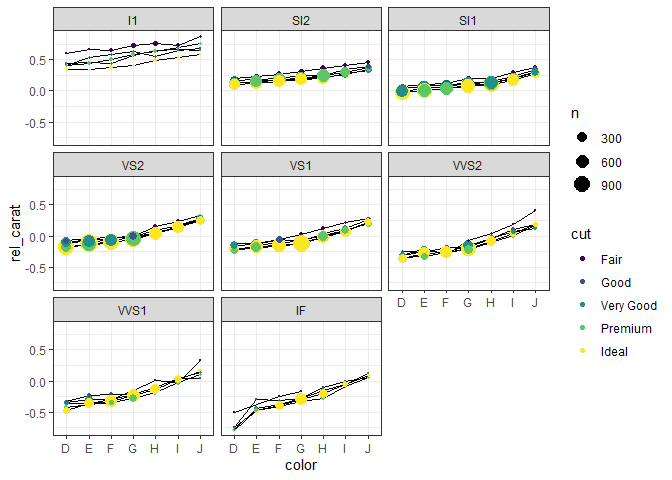 I1 SI2 SI1
0.5
0.0
-0.5
VS2 VS1 VVS2
0.5
0.0
-0.5
D E F G H I J
VVS1 IF
0.5
0.0
-0.5
D E F G H I J D E F G H I J
color
rel_carat
n
300
600
900
cut
Fair
Good
Very Good
Premium
Ideal